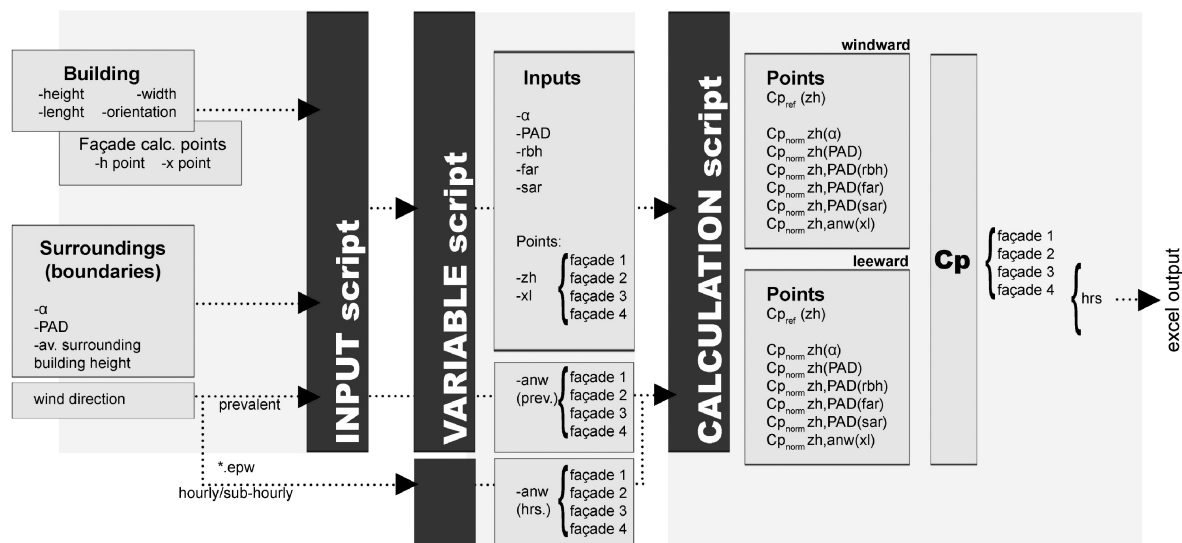 Building
-height -width
-lenght -orientation
Façade calc. points
-h point -x point
Surroundings
(boundaries)
-α
-PAD
-av. surrounding
building height
wind direction
prevalent
*.epw
hourly/sub-hourly
INPUT script
VARIABLE script
Inputs
-α
-PAD
-rbh
-far
-sar
Points:
-zh
-xl
façade 1
façade 2
façade 3
façade 4
-anw
(prev.)
façade 1
façade 2
façade 3
façade 4
-anw
(hrs.)
façade 1
façade 2
façade 3
façade 4
CALCULATION script
windward
Points
Cpref (zh)
Cpnorm zh(α)
Cpnorm zh(PAD)
Cpnorm zh,PAD(rbh)
Cpnorm zh,PAD(far)
Cpnorm zh,PAD(sar)
Cpnorm zh,anw(xl)
leeward
Points
Cpref (zh)
Cpnorm zh(α)
Cpnorm zh(PAD)
Cpnorm zh,PAD(rbh)
Cpnorm zh,PAD(far)
Cpnorm zh,PAD(sar)
Cpnorm zh,anw(xl)
Cp
façade 1
façade 2
façade 3
façade 4
hrs
excel output